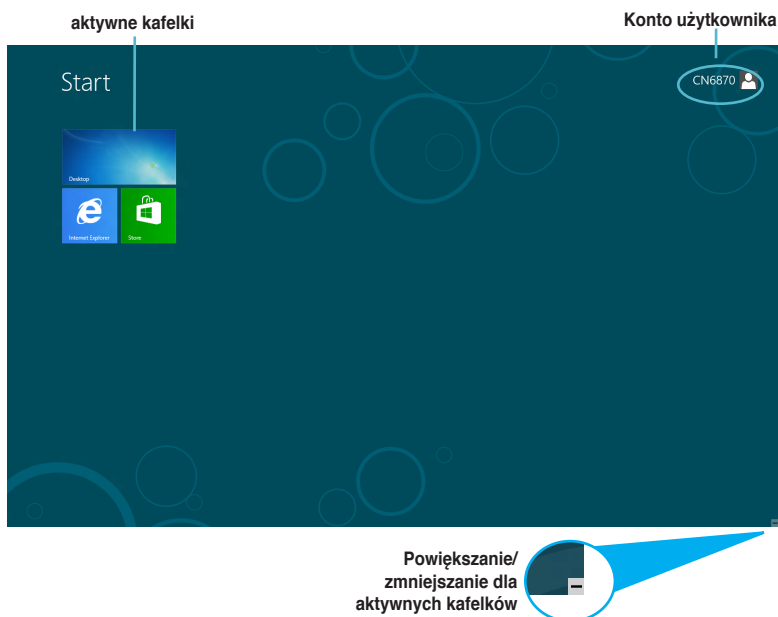 aktywne kafelki
Konto użytkownika
Start
CN6870
Desktop
Internet Explorer
Store
Powiększanie/
zmniejszanie dla
aktywnych kafelków